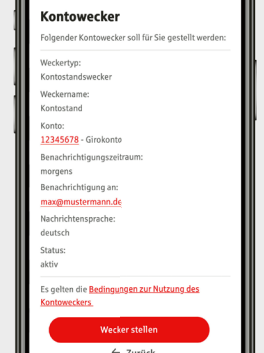 Kontowecker
Folgender Kontowecker soll für Sie gestellt werden:
Weckertyp:
Kontostandswecker
Weckername:
Kontostand
Konto:
12345678 - Girokonto
Benachrichtigungszeitraum:
morgens
Benachrichtigung an:
max@mustermann.de
Nachrichtensprache:
deutsch
Status:
aktiv
Es gelten die Bedingungen zur Nutzung des
Kontoweckers
Wecker stellen
← Zurück